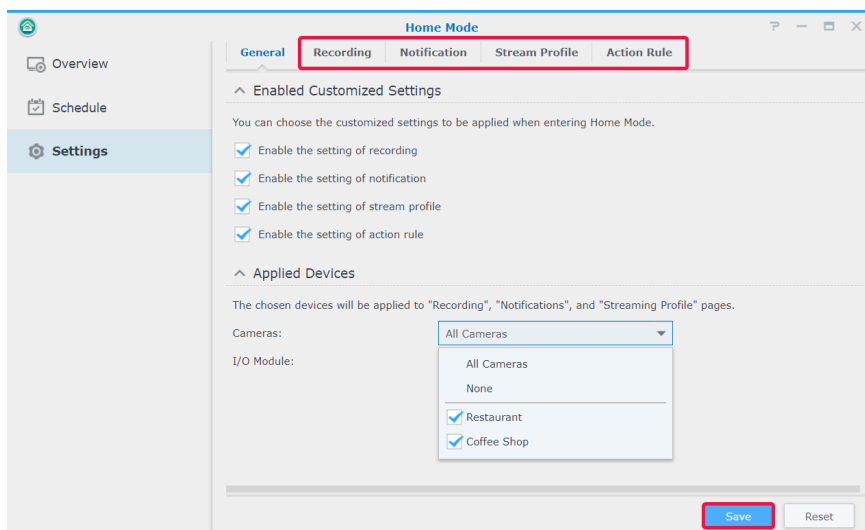 Home Mode
?
Overview
Schedule
Settings
General Recording Notification Stream Profile Action Rule
Enabled Customized Settings
You can choose the customized settings to be applied when entering Home Mode.
Enable the setting of recording
Enable the setting of notification
Enable the setting of stream profile
Enable the setting of action rule
Applied Devices
The chosen devices will be applied to "Recording", "Notifications", and "Streaming Profile" pages.
Cameras: All Cameras
I/O Module:
All Cameras
None
Restaurant
Coffee Shop
Save Reset